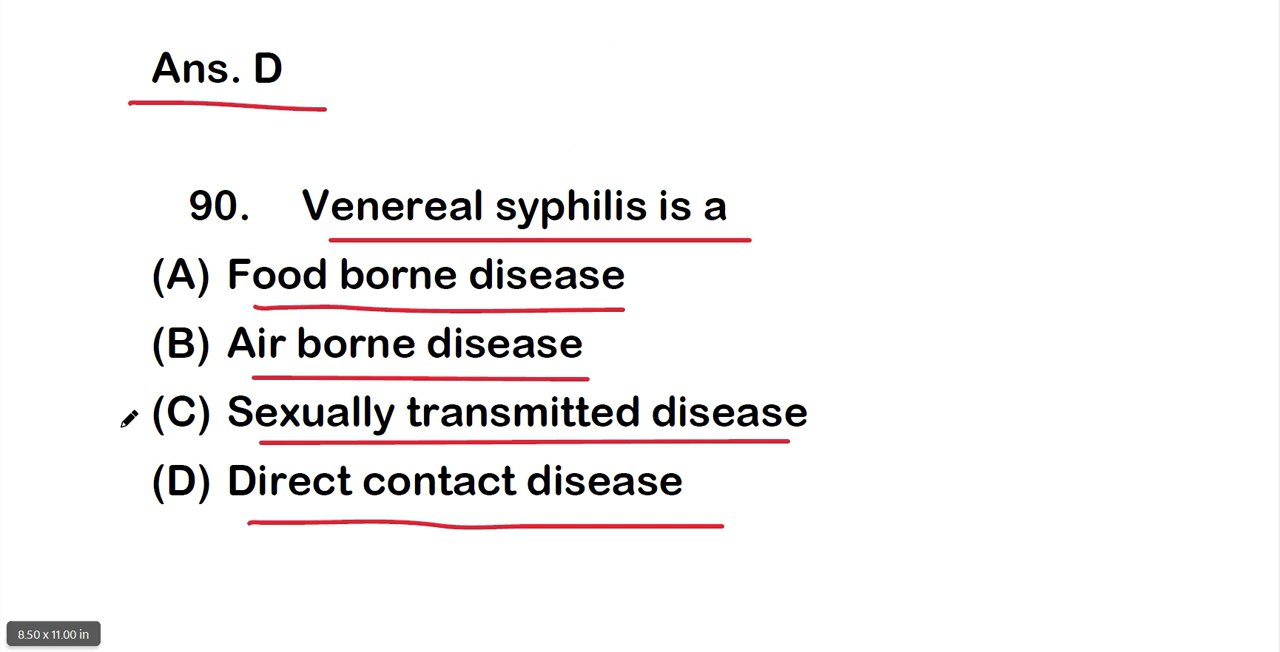 Ans. D
90. Venereal syphilis is a
(A) Food borne disease
(B) Air borne disease
(C) Sexually transmitted disease
(D) Direct contact disease
8.50 x 11.00 in